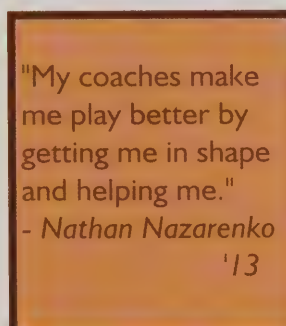 "My coaches make
me play better by
getting me in shape
and helping me."
- Nathan Nazarenko
'13